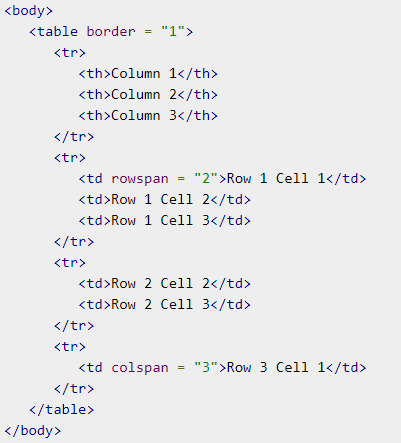 <body>
<table border = "1">
<tr>
<th>Column 1</th>
<th>Column 2</th>
<th>Column 3</th>
</tr>
<tr>
<td rowspan = "2">Row 1 Cell 1</td>
<td>Row 1 Cell 2</td>
<td>Row 1 Cell 3</td>
</tr>
<tr>
<td>Row 2 Cell 2</td>
<td>Row 2 Cell 3</td>
</tr>
<tr>
<td colspan = "3">Row 3 Cell 1</td>
</tr>
</table>
</body>